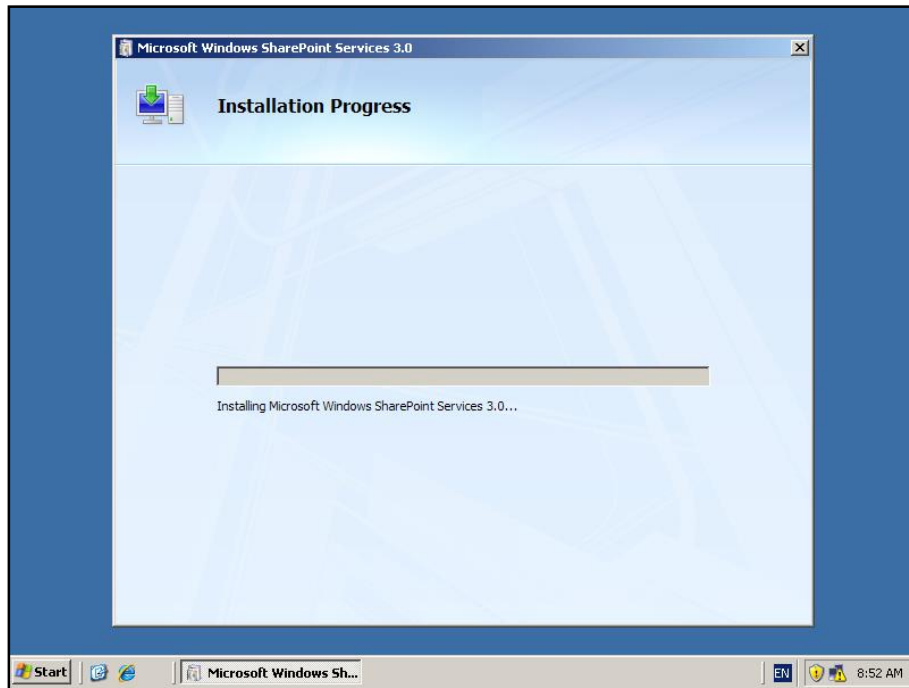 Microsoft Windows SharePoint Services 3.0
Installation Progress
Installing Microsoft Windows SharePoint Services 3.0...
Start
Microsoft Windows Sh...
EN
8:52 AM